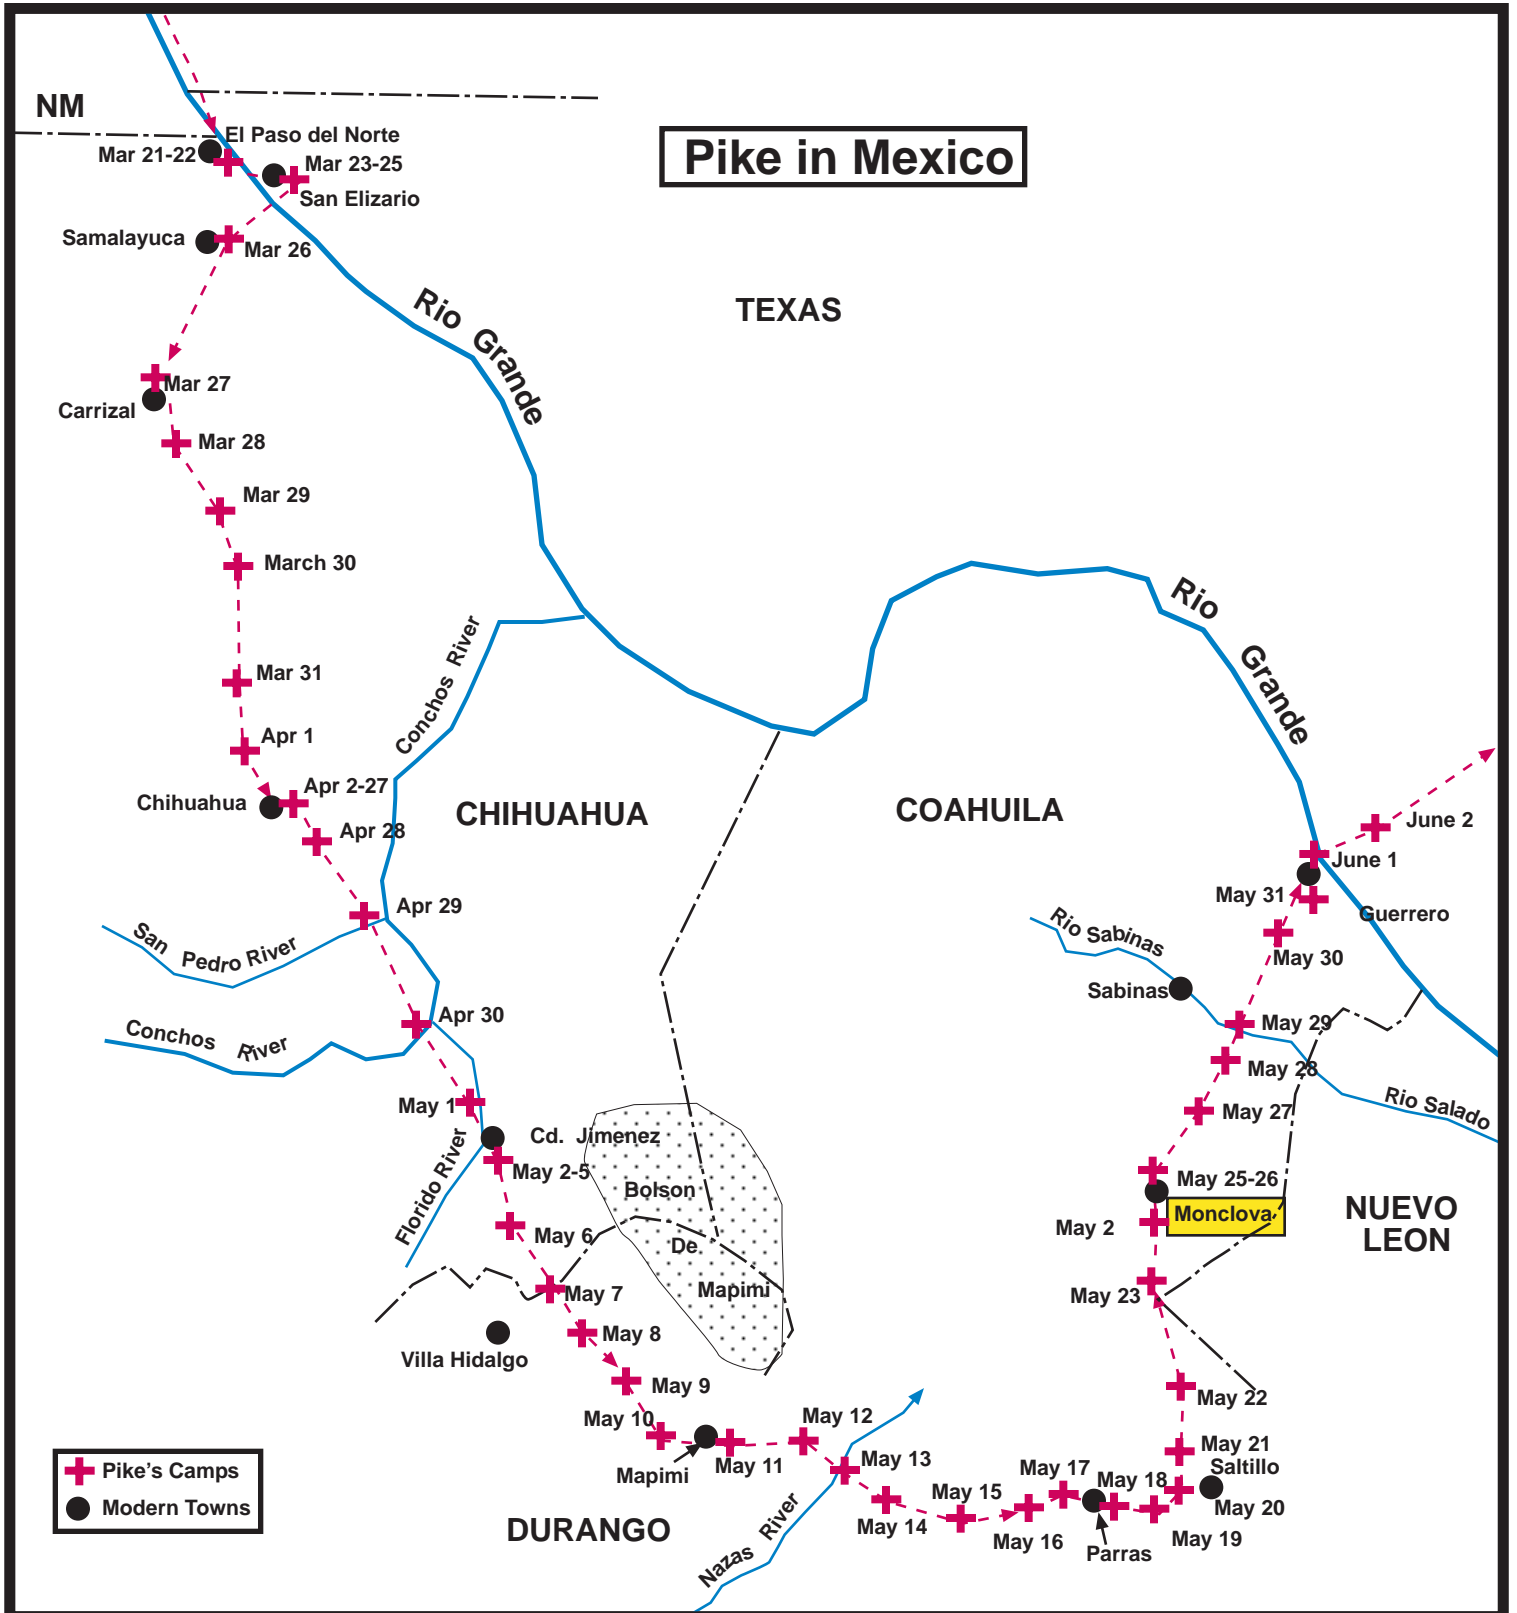 NM
El Paso del Norte
Mar 21-22
Mar 23-25
San Elizario
Pike in Mexico
Samalayuca
Mar 26
TEXAS
Rio Grande
Mar 27
Carrizal
Mar 28
Mar 29
March 30
Rio Grande
Conchos River
Mar 31
Apr 1
Apr 2-27
Chihuahua
CHIHUAHUA
COAHUILA
Apr 28
June 2
June 1
May 31
Guerrero
Apr 29
San Pedro River
Rio Sabinas
May 30
Sabinas
Apr 30
Conchos River
May 29
May 28
May 1
May 27
Rio Salado
Cd. Jimenez
Florido River
May 2-5
May 25-26
Bolson
De
Mapimi
Monclova
May 2
NUEVO
LEON
May 6
May 7
May 23
May 8
Villa Hidalgo
May 9
May 22
May 10
May 12
May 11
Mapimi
May 13
May 21
Saltillo
May 20
May 17
May 18
May 15
May 14
May 16
May 19
Parras
Nazas River
DURANGO
Pike's Camps
Modern Towns